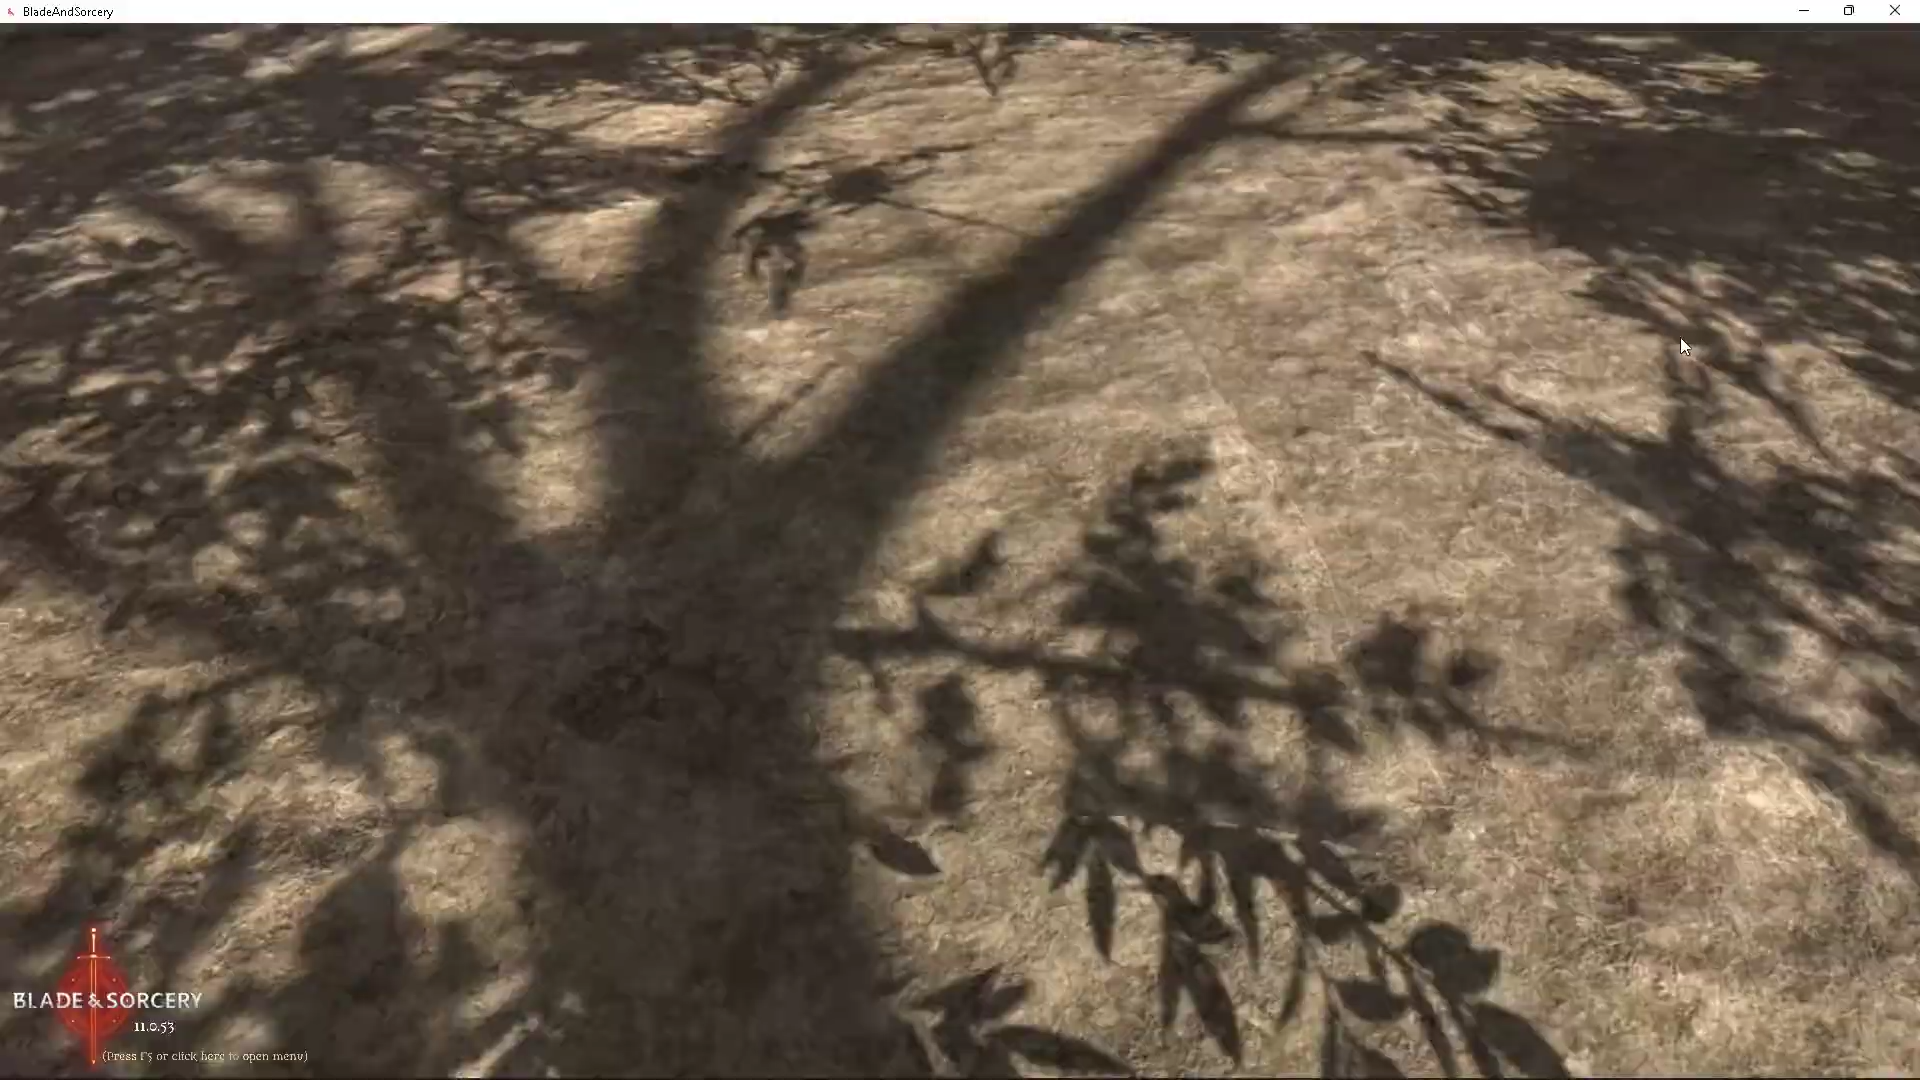 BladeAndSorcery
BLADE & SORCERY
11.0.53
(Press F5 or click here to open menu)